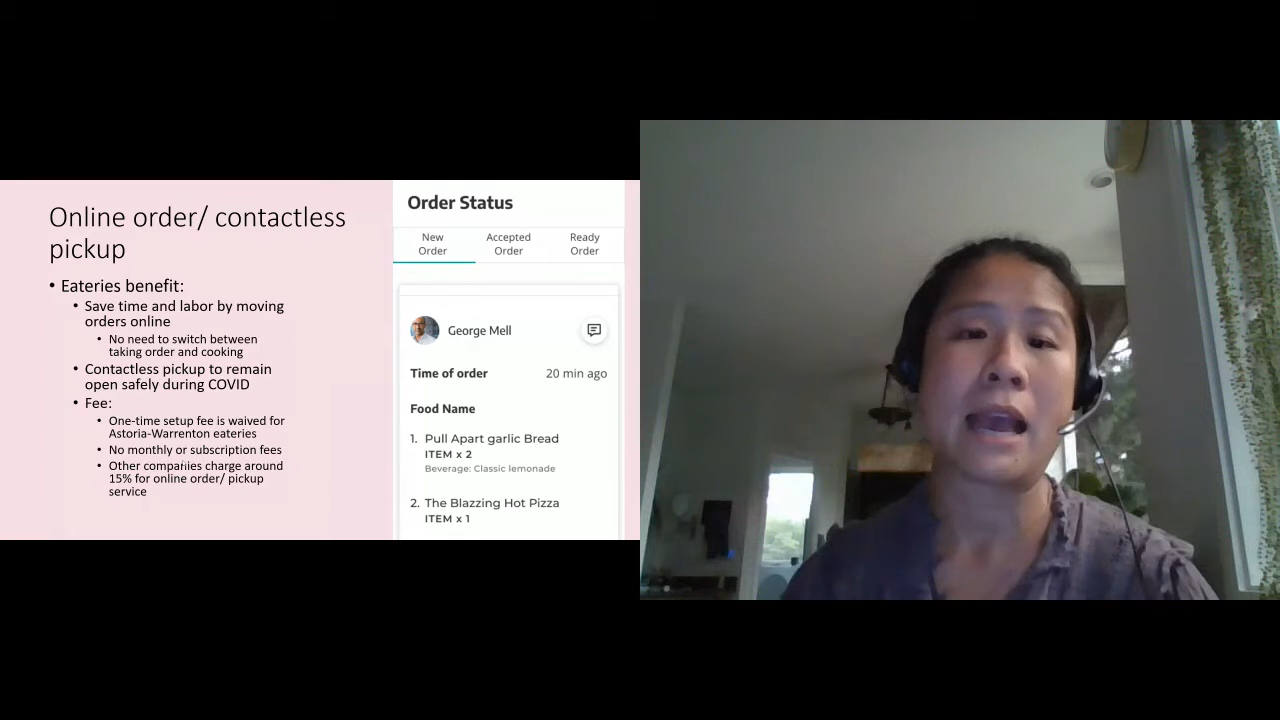 Online order/ contactless
pickup
• Eateries benefit:
• Save time and labor by moving
orders online
• No need to switch between
taking order and cooking
• Contactless pickup to remain
open safely during COVID
• Fee:
• One-time setup fee is waived for
Astoria-Warrenton eateries
• No monthly or subscription fees
• Other companies charge around
15% for online order/ pickup
service
Order Status
New
Order
Accepted
Order
Ready
Order
George Mell
Time of order 20 min ago
Food Name
1. Pull Apart garlic Bread
ITEM x 2
Beverage: Classic lemonade
2. The Blazzing Hot Pizza
ITEM x 1